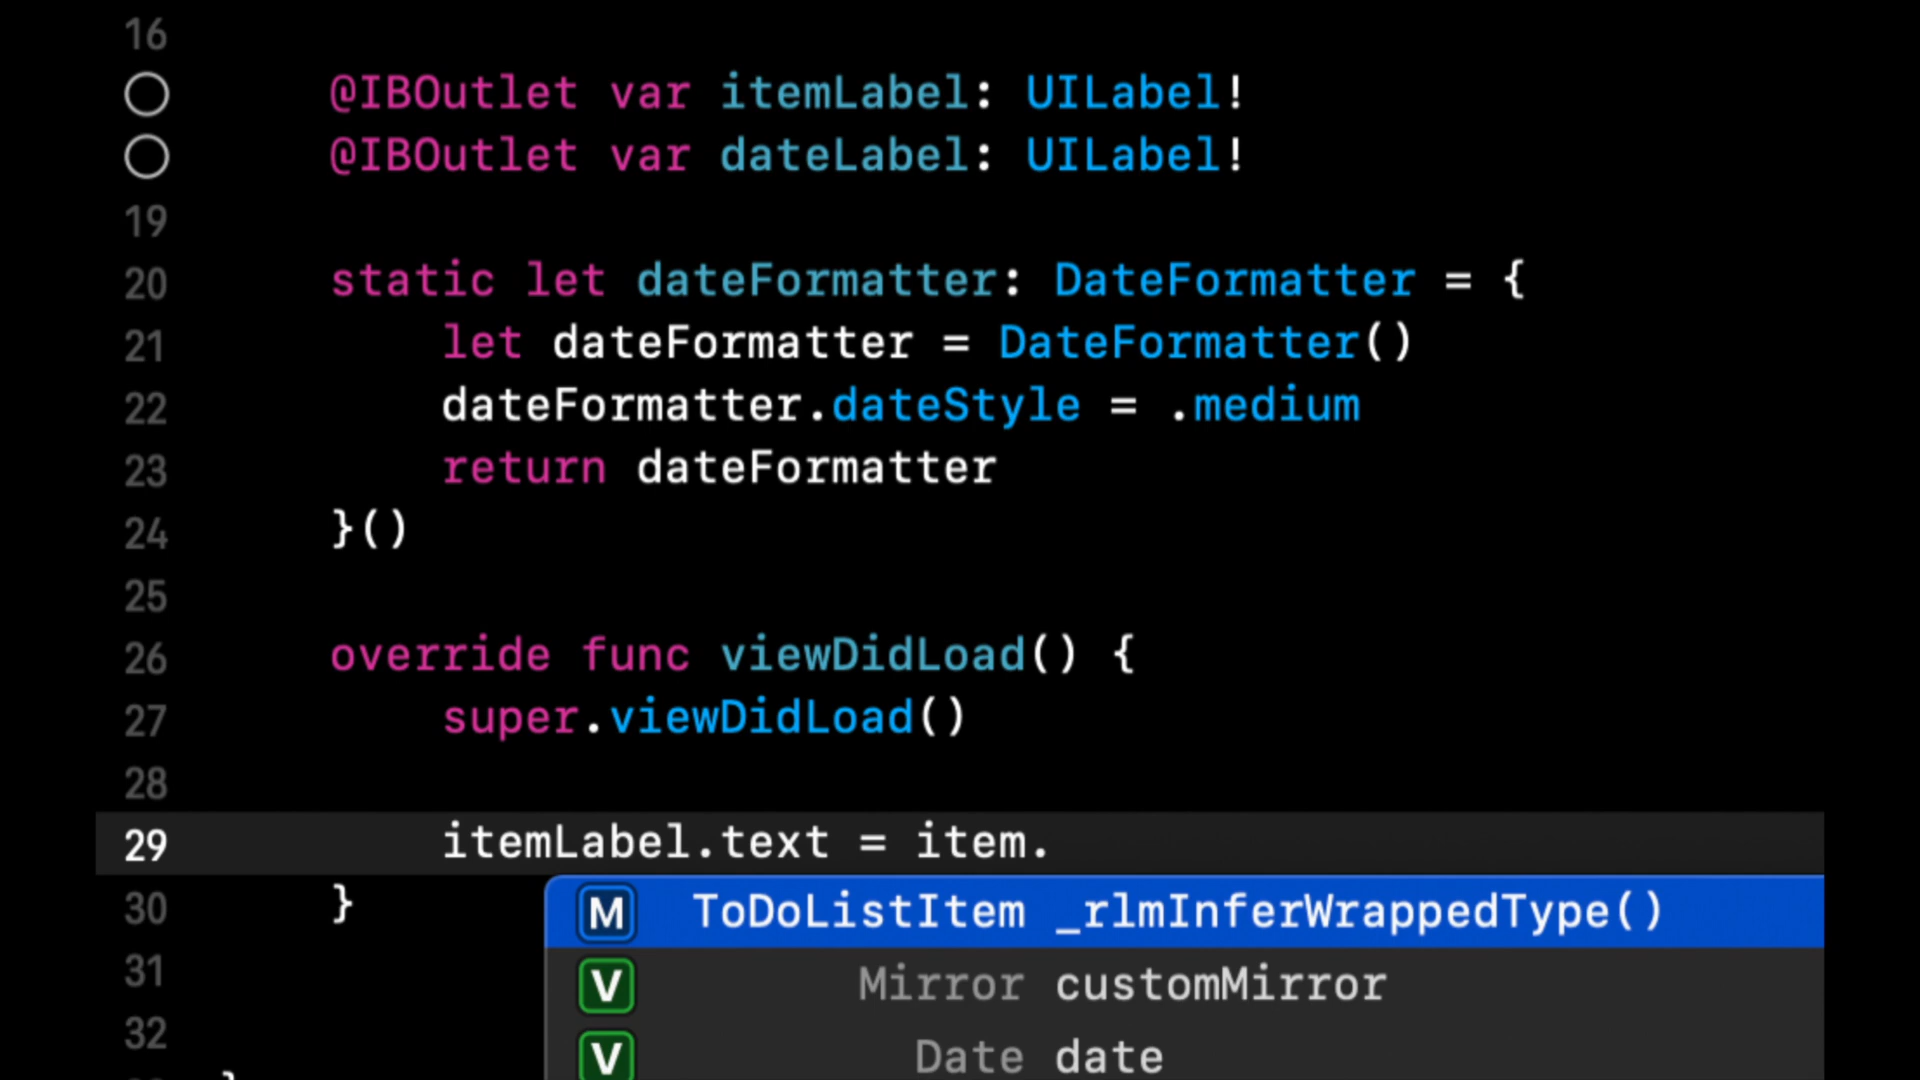 16
@IBOutlet var itemLabel: UILabel!
@IBOutlet var dateLabel: UILabel!
19
20 static let dateFormatter: DateFormatter = {
21 let dateFormatter = DateFormatter()
22 dateFormatter.dateStyle = .medium
23 return dateFormatter
24 }()
25
26 override func viewDidLoad() {
27 super.viewDidLoad()
28
29 itemLabel.text = item.
30 }
M ToDoListItem _rlmInferWrappedType()
31
V Mirror customMirror
32
V Date date